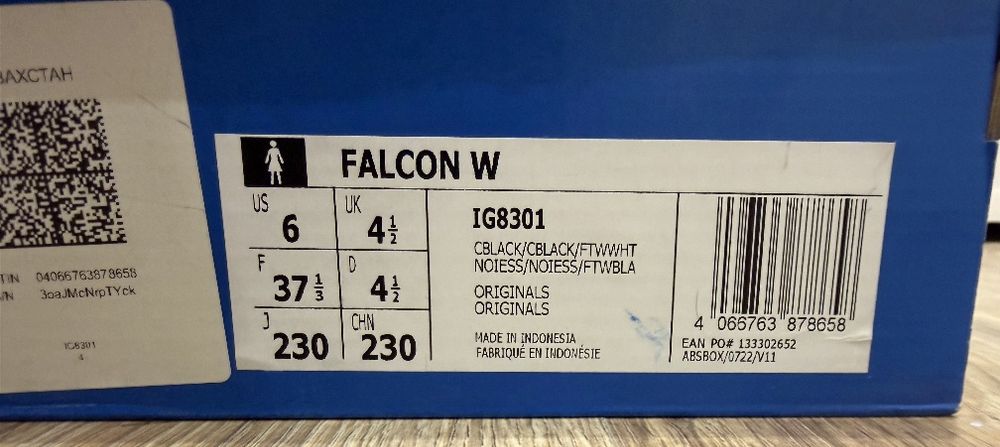 FALCON W
US 6 UK 4 1/2
F 37 1/3 D 4 1/2
J 230 CHN 230
IG8301
CBLACK/CBLACK/FTWWHT
NOIESS/NOIESS/FTWBLA
ORIGINALS
ORIGINALS
MADE IN INDONESIA
FABRIQUÉ EN INDONÉSIE
4 066763 878658
EAN PO# 133302652
ABSBOX/0722/V11
04066763878658
3oaJMcNrpTYck
IG8301
4